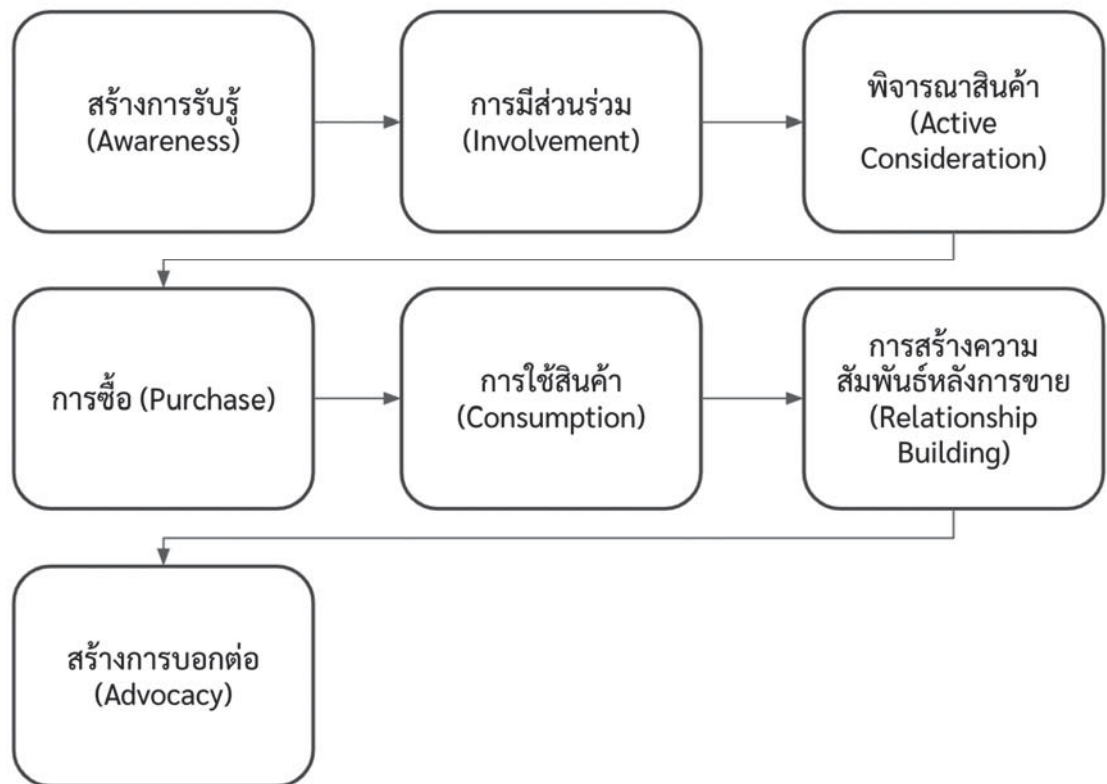 สร้างการรับรู้
(Awareness)
การมีส่วนร่วม
(Involvement)
พิจารณาสินค้า
(Active
Consideration)
การซื้อ (Purchase)
การใช้สินค้า
(Consumption)
การสร้างความ
สัมพันธ์หลังการขาย
(Relationship
Building)
สร้างการบอกต่อ
(Advocacy)